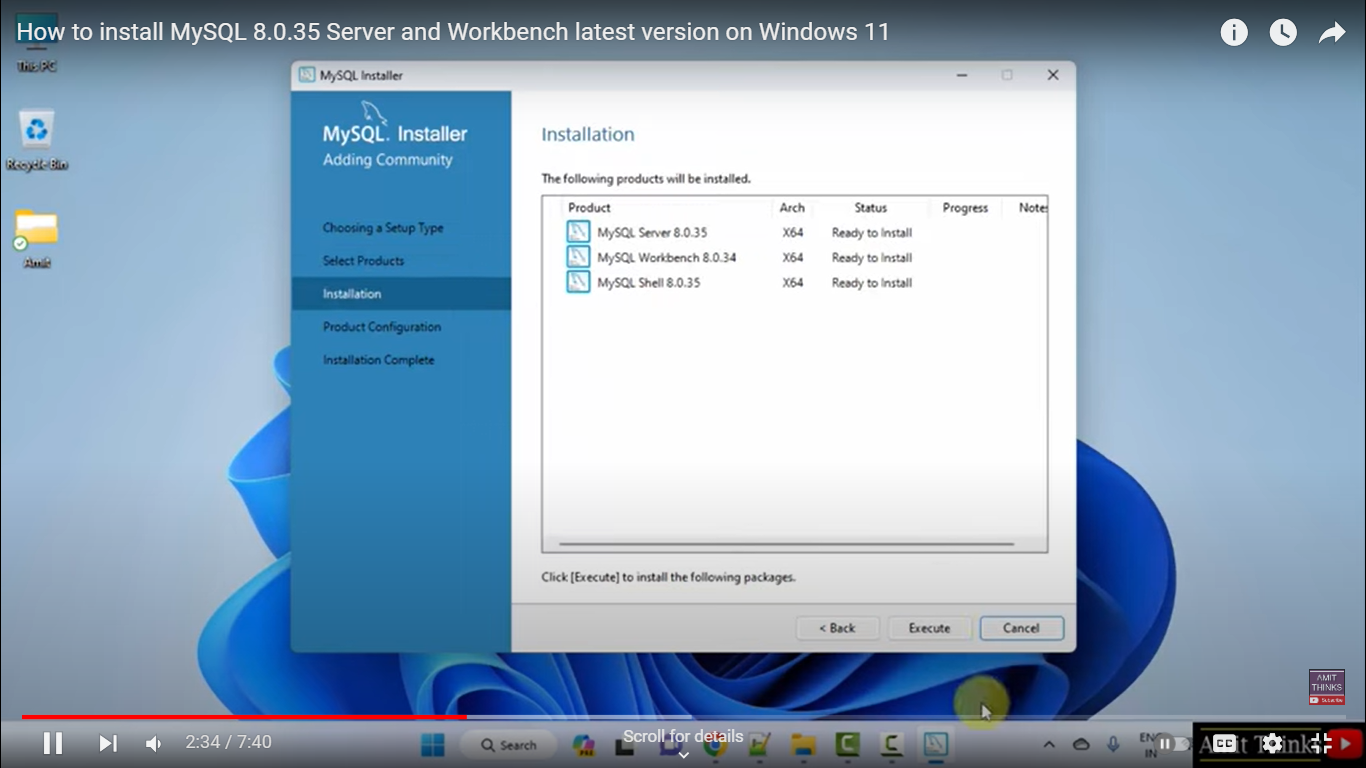 How to install MySQL 8.0.35 Server and Workbench latest version on Windows 11
This PC
Recycle Bin
Amit
MySQL Installer
MySQL. Installer
Adding Community
Choosing a Setup Type
Select Products
Installation
Product Configuration
Installation Complete
Installation
The following products will be installed.
Product Arch Status Progress Notes
MySQL Server 8.0.35 X64 Ready to Install
MySQL Workbench 8.0.34 X64 Ready to Install
MySQL Shell 8.0.35 X64 Ready to Install
Click [Execute] to install the following packages.
< Back Execute Cancel
AMIT
THINKS
Subscribe
2:34 / 7:40
Search
Scroll for details
ENG
IN
CC
Amit Thinks